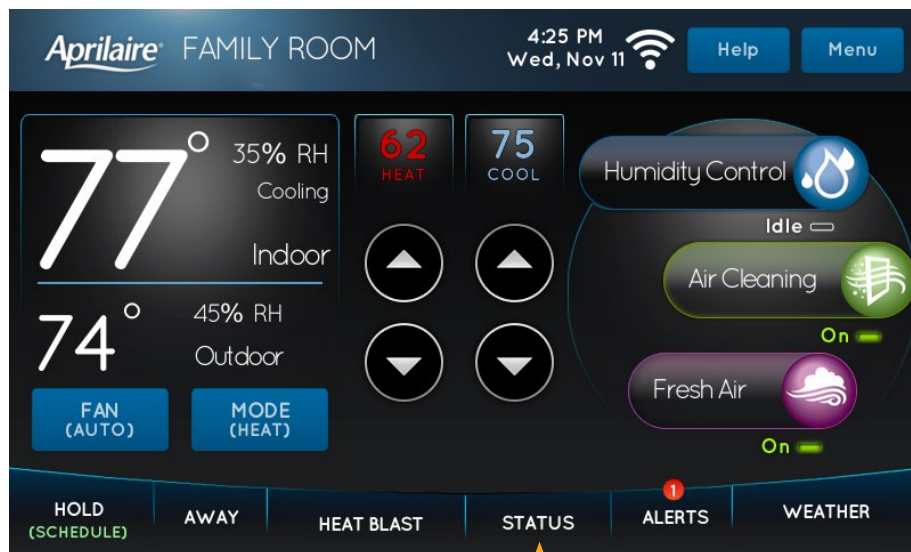 Aprilaire® FAMILY ROOM
4:25 PM
Wed, Nov 11
Help
Menu
77°
35% RH
Cooling
Indoor
74°
45% RH
Outdoor
FAN
(AUTO)
MODE
(HEAT)
62
HEAT
75
COOL
Humidity Control
Idle
Air Cleaning
On
Fresh Air
On
HOLD
(SCHEDULE)
AWAY
HEAT BLAST
STATUS
1
ALERTS
WEATHER